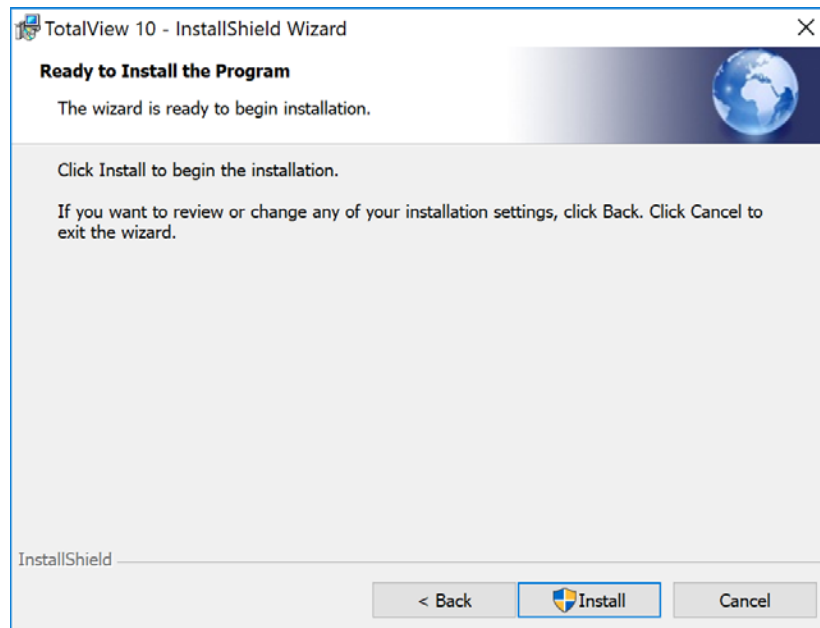 TotalView 10 - InstallShield Wizard
Ready to Install the Program
The wizard is ready to begin installation.
Click Install to begin the installation.
If you want to review or change any of your installation settings, click Back. Click Cancel to
exit the wizard.
InstallShield
< Back
Install
Cancel